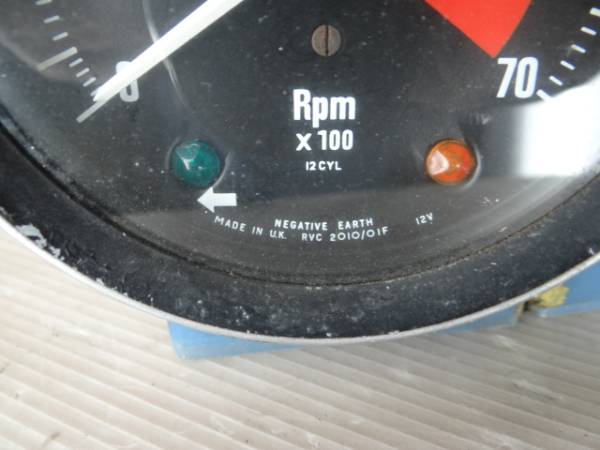 0
70
Rpm
x 100
12 CYL
NEGATIVE EARTH 12V
MADE IN U.K. RVC 2010/01F